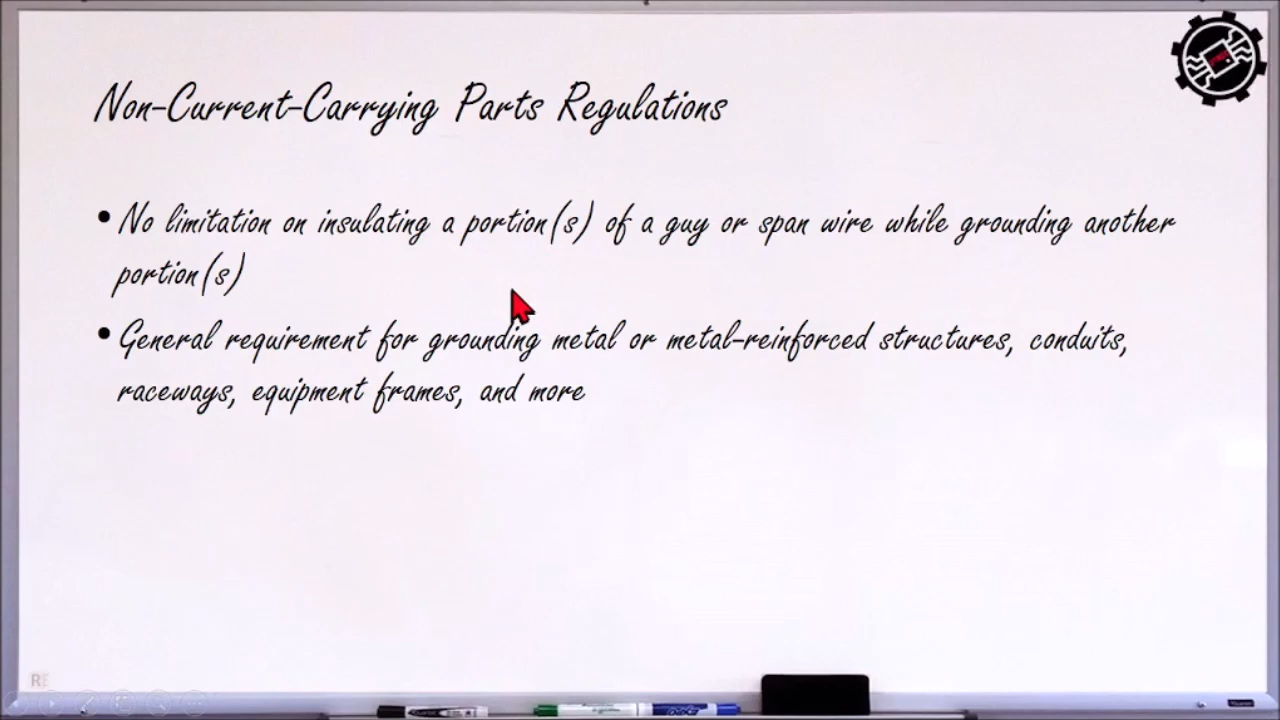 Non-Current-Carrying Parts Regulations
• No limitation on insulating a portion(s) of a guy or span wire while grounding another
portion(s)
• General requirement for grounding metal or metal-reinforced structures, conduits,
raceways, equipment frames, and more
RE